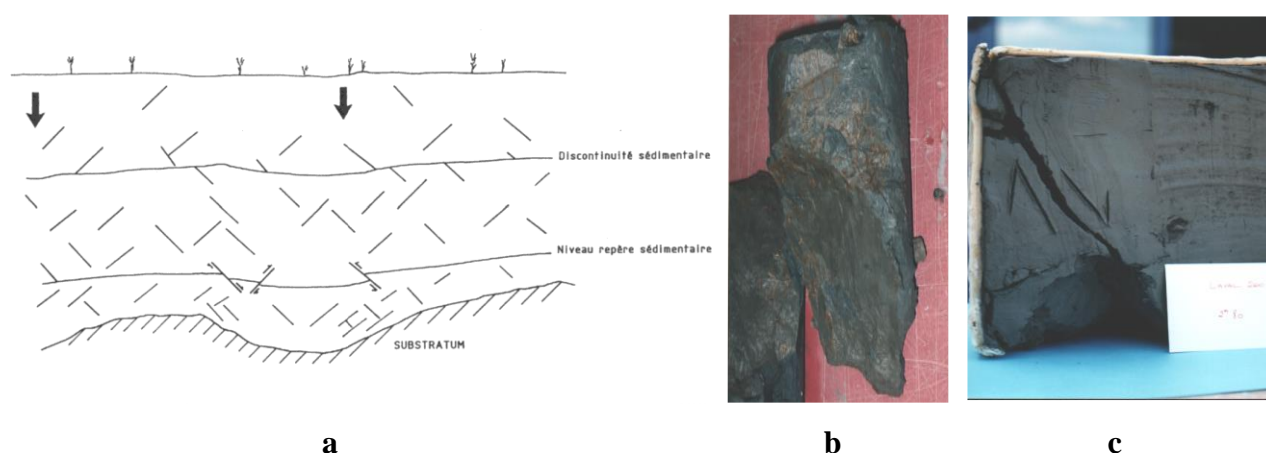 Discontinuité sédimentaire
Niveau repère sédimentaire
SUBSTRATUM
a
b
c